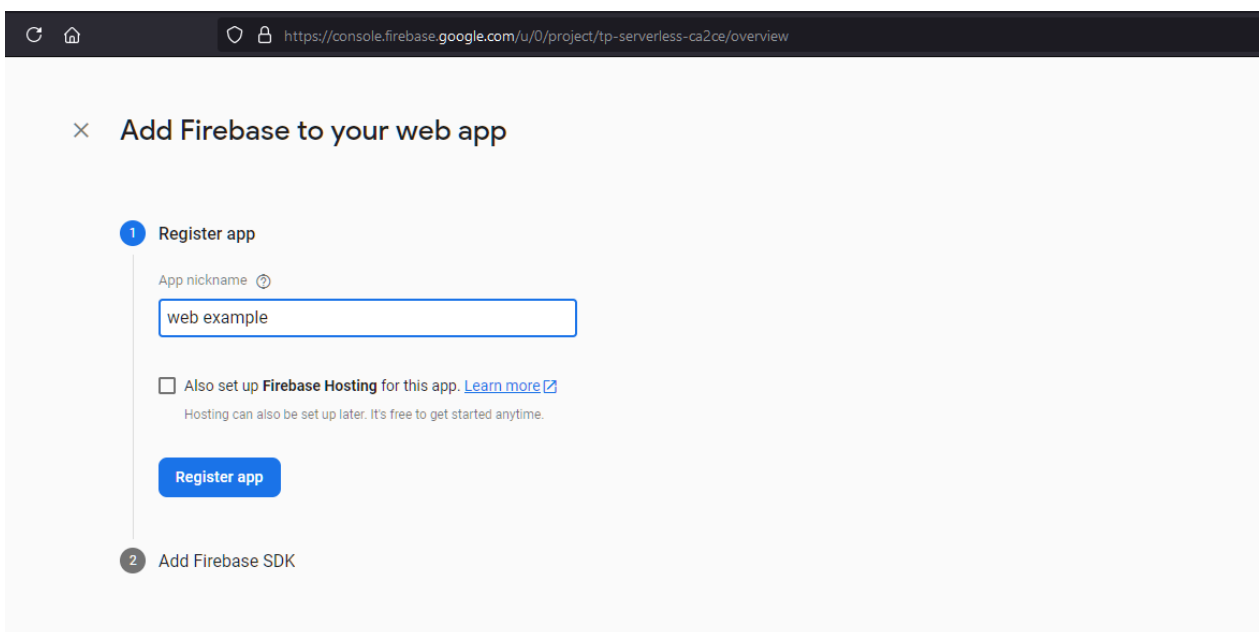 https://console.firebase.google.com/u/0/project/tp-serverless-ca2ce/overview
Add Firebase to your web app
1 Register app
App nickname
web example
Also set up Firebase Hosting for this app. Learn more
Hosting can also be set up later. It's free to get started anytime.
Register app
2 Add Firebase SDK